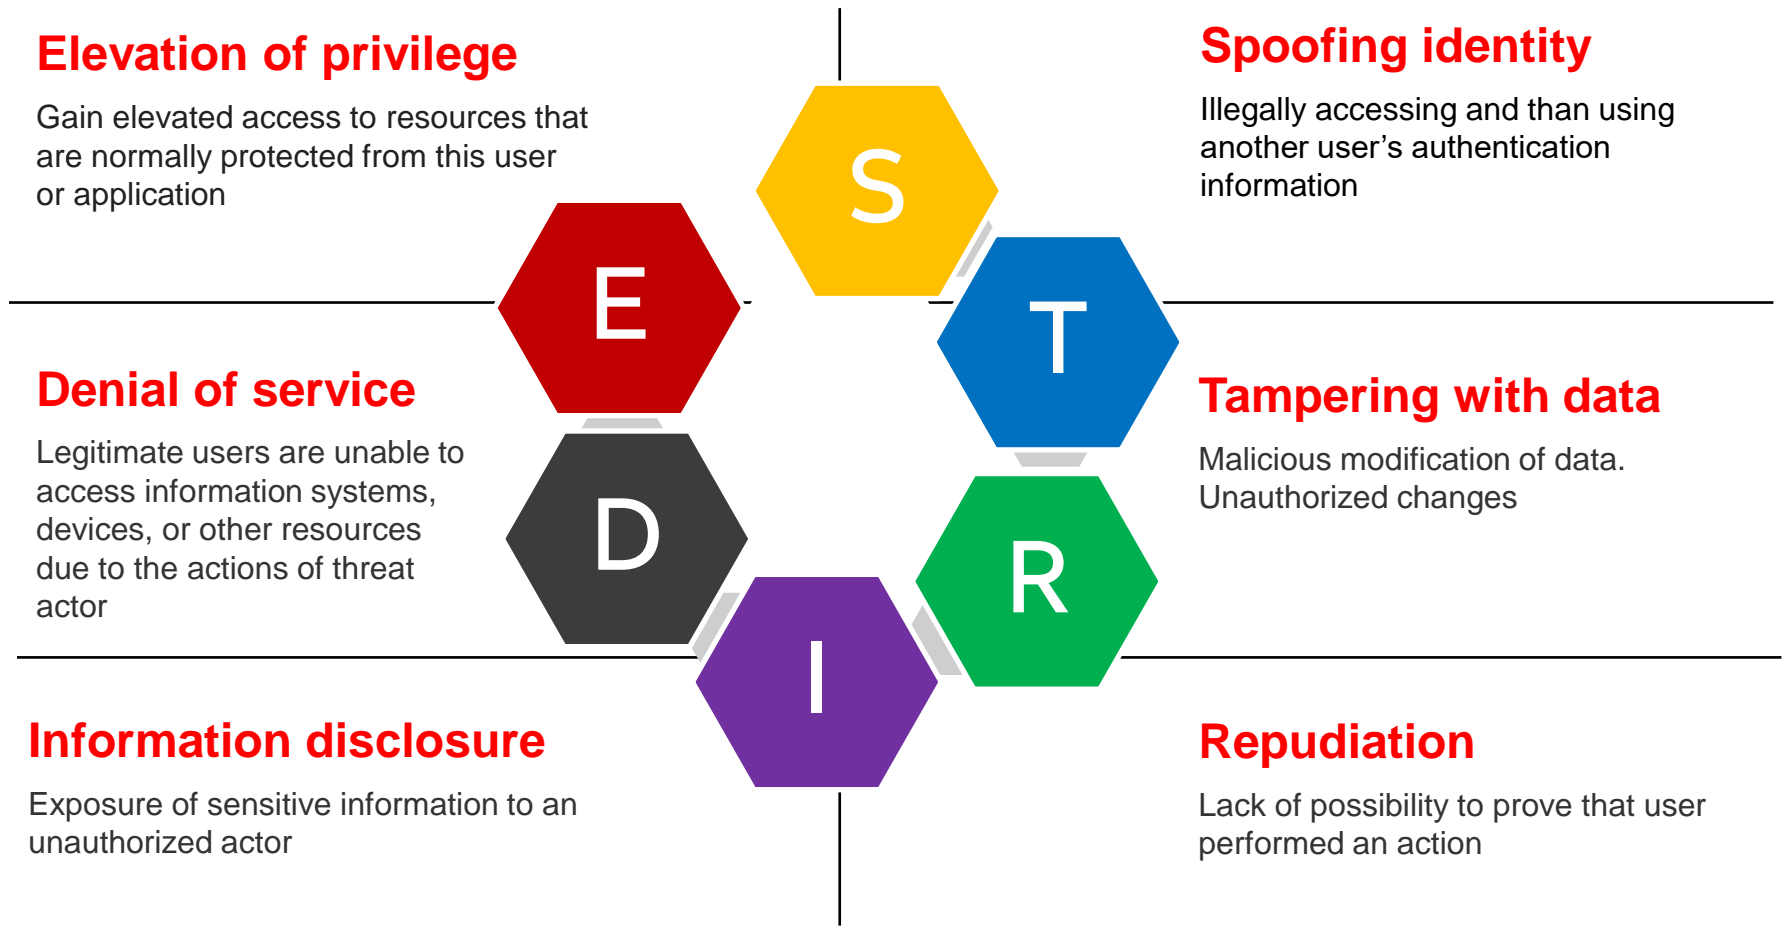 Elevation of privilege
Gain elevated access to resources that
are normally protected from this user
or application
Spoofing identity
Illegally accessing and than using
another user's authentication
information
S
E
T
Denial of service
Legitimate users are unable to
access information systems,
devices, or other resources
due to the actions of threat
actor
Tampering with data
Malicious modification of data.
Unauthorized changes
D
R
I
Information disclosure
Exposure of sensitive information to an
unauthorized actor
Repudiation
Lack of possibility to prove that user
performed an action